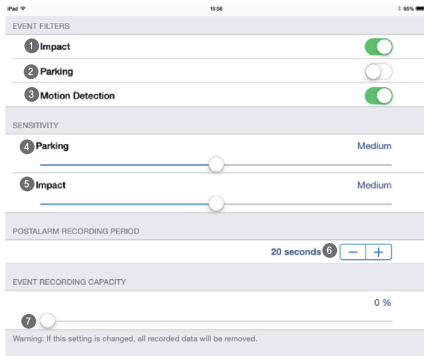 iPad 15:56 95%
EVENT FILTERS
1 Impact
2 Parking
3 Motion Detection
SENSITIVITY
4 Parking Medium
5 Impact Medium
POSTALARM RECORDING PERIOD
20 seconds 6 − +
EVENT RECORDING CAPACITY
0 %
7
Warning: If this setting is changed, all recorded data will be removed.